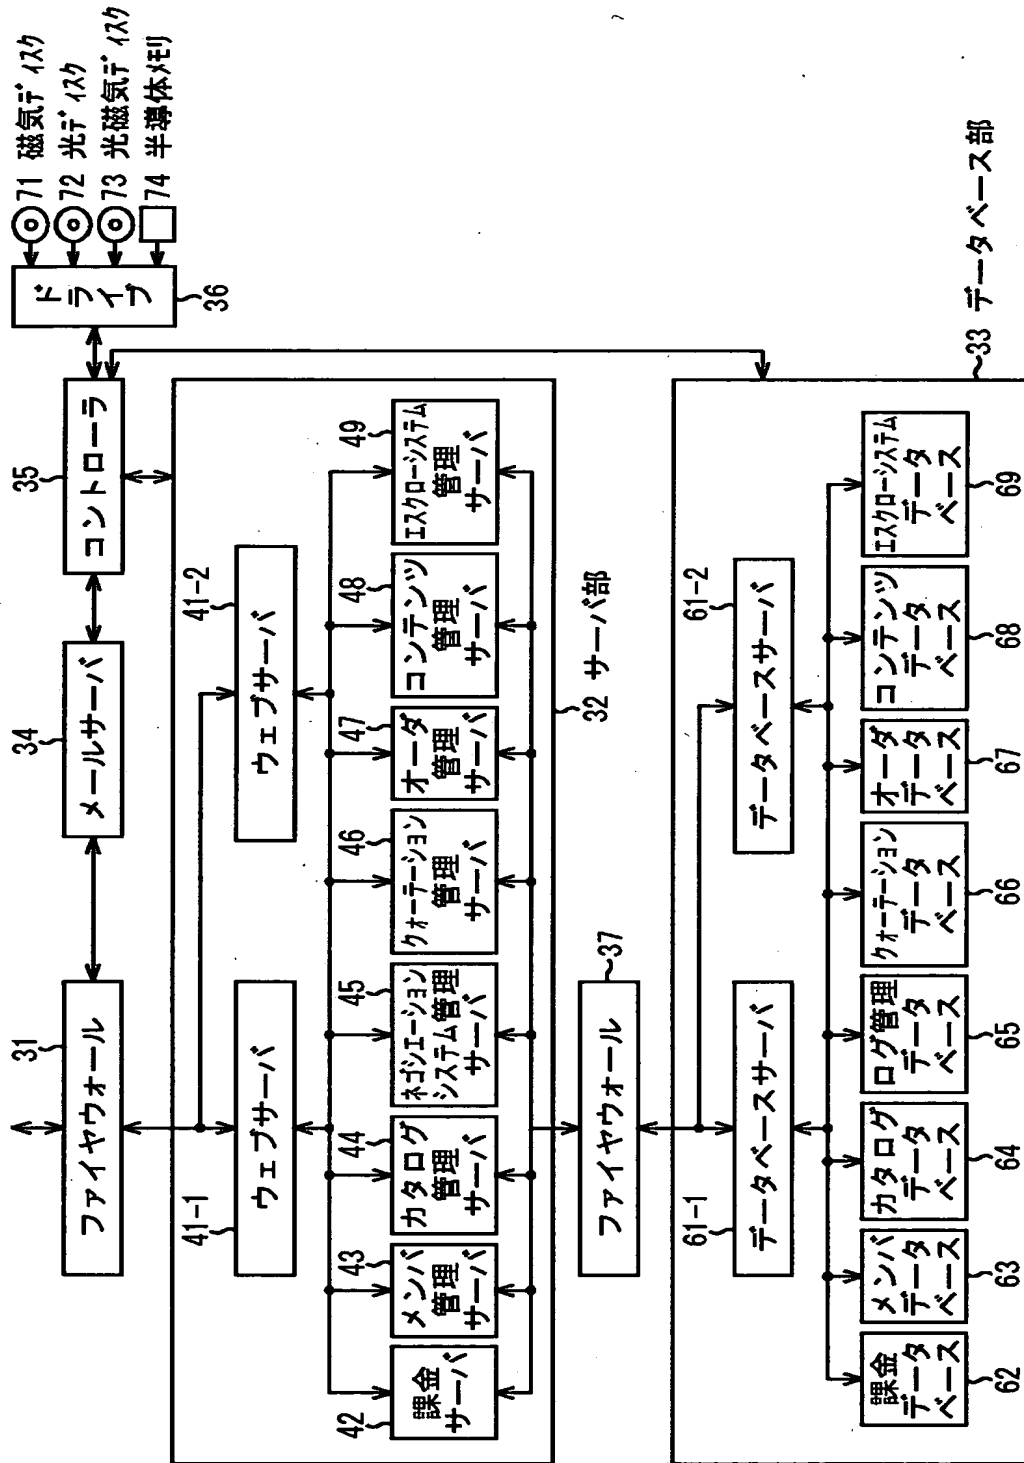 31
ファイヤウォール
34
メールサーバ
35
コントローラ
ドライブ
36
71 磁気ディスク
72 光ディスク
73 光磁気ディスク
74 半導体メモリ
41-1
ウェブサーバ
41-2
ウェブサーバ
42
課金
サーバ
43
メンバ
管理
サーバ
44
カタログ
管理
サーバ
45
ネゴシエーション
システム管理
サーバ
46
クォーテーション
管理
サーバ
47
オーダ
管理
サーバ
48
コンテンツ
管理
サーバ
49
エスクローシステム
管理
サーバ
32 サーバ部
ファイヤウォール
37
61-1
データベースサーバ
61-2
データベースサーバ
課金
データ
ベース
62
メンバ
データ
ベース
63
カタログ
データ
ベース
64
ログ管理
データ
ベース
65
クォーテーション
データ
ベース
66
オーダ
データ
ベース
67
コンテンツ
データ
ベース
68
エスクローシステム
データ
ベース
69
33 データベース部